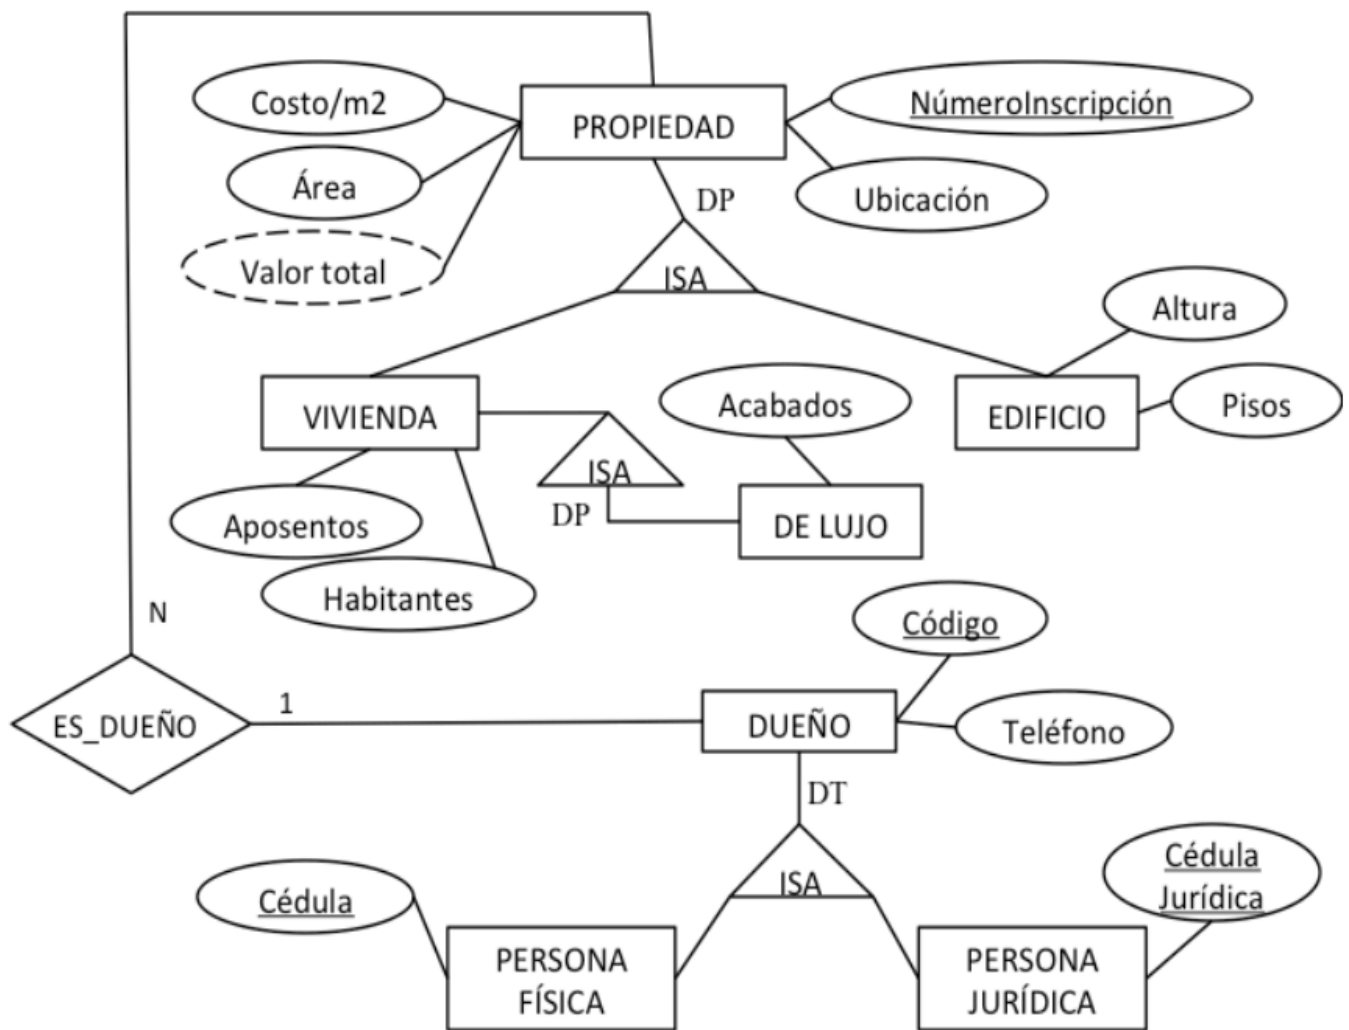 Costo/m2
PROPIEDAD
NúmeroInscripción
Área
Ubicación
DP
Valor total
ISA
Altura
VIVIENDA
Acabados
EDIFICIO
Pisos
ISA
Aposentos
DP
DE LUJO
Habitantes
N
Código
1
ES_DUEÑO
DUEÑO
Teléfono
DT
ISA
Cédula
Cédula
Jurídica
PERSONA
FÍSICA
PERSONA
JURÍDICA